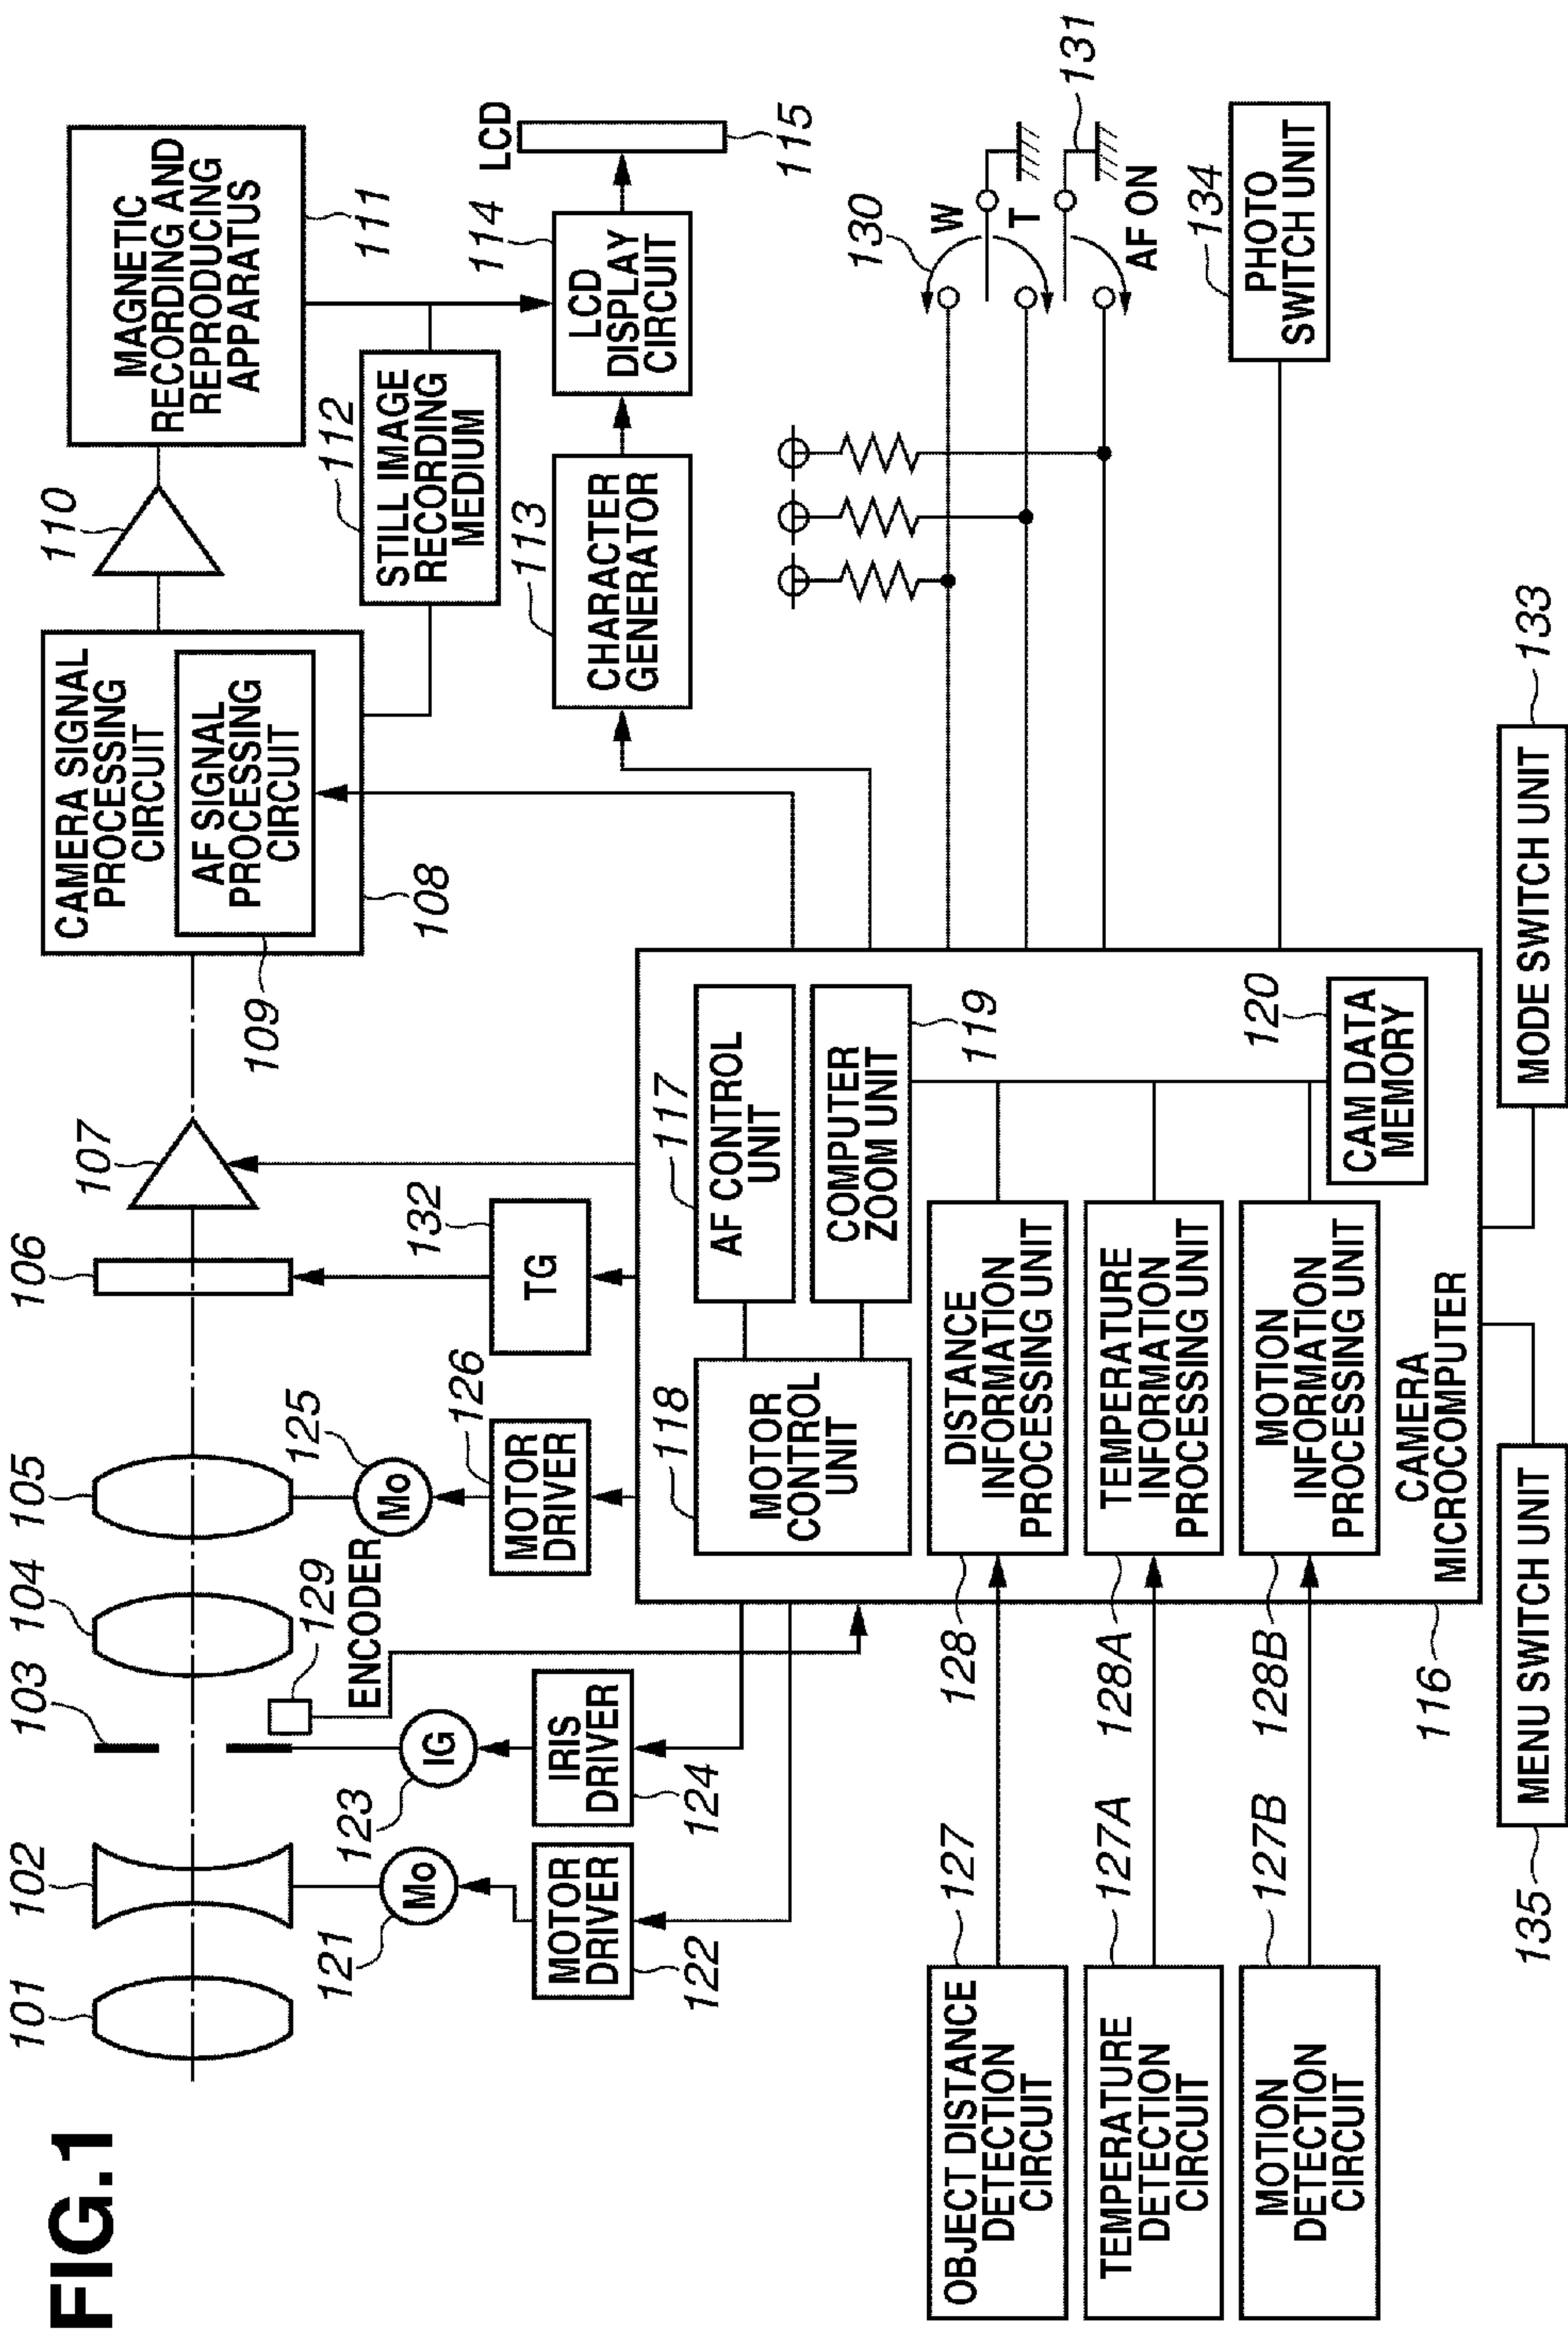 FIG.1
101
102
103
104
105
106
107
110
CAMERA SIGNAL
PROCESSING
CIRCUIT
AF SIGNAL
PROCESSING
CIRCUIT
109
108
MAGNETIC
RECORDING AND
REPRODUCING
APPARATUS
111
STILL IMAGE
RECORDING
MEDIUM
112
CHARACTER
GENERATOR
113
LCD
DISPLAY
CIRCUIT
114
LCD
115
Mo
121
MOTOR
DRIVER
122
IG
123
IRIS
DRIVER
124
129
ENCODER
Mo
125
MOTOR
DRIVER
126
TG
132
117
AF CONTROL
UNIT
118
MOTOR
CONTROL
UNIT
COMPUTER
ZOOM UNIT
119
120
CAM DATA
MEMORY
DISTANCE
INFORMATION
PROCESSING UNIT
128
TEMPERATURE
INFORMATION
PROCESSING UNIT
128A
MOTION
INFORMATION
PROCESSING UNIT
128B
CAMERA
MICROCOMPUTER
116
OBJECT DISTANCE
DETECTION
CIRCUIT
127
TEMPERATURE
DETECTION
CIRCUIT
127A
MOTION
DETECTION
CIRCUIT
127B
130
W
T
131
AF ON
134
PHOTO
SWITCH UNIT
MENU SWITCH UNIT
135
MODE SWITCH UNIT
133